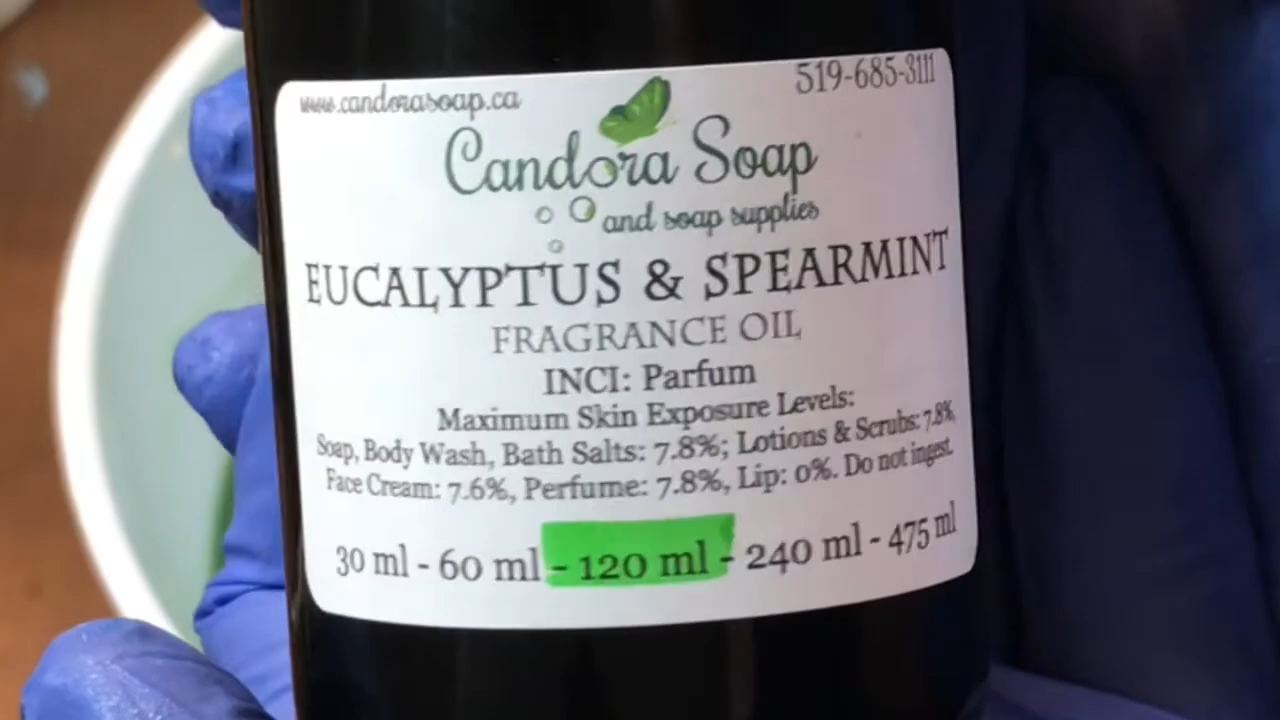 www.candorasoap.ca 519-685-3111
Candora Soap
and soap supplies
EUCALYPTUS & SPEARMINT
FRAGRANCE OIL
INCI: Parfum
Maximum Skin Exposure Levels:
Soap, Body Wash, Bath Salts: 7.8%; Lotions & Scrubs: 7.8%,
Face Cream: 7.6%, Perfume: 7.8%, Lip: 0%. Do not ingest.
30 ml - 60 ml - 120 ml - 240 ml - 475 ml